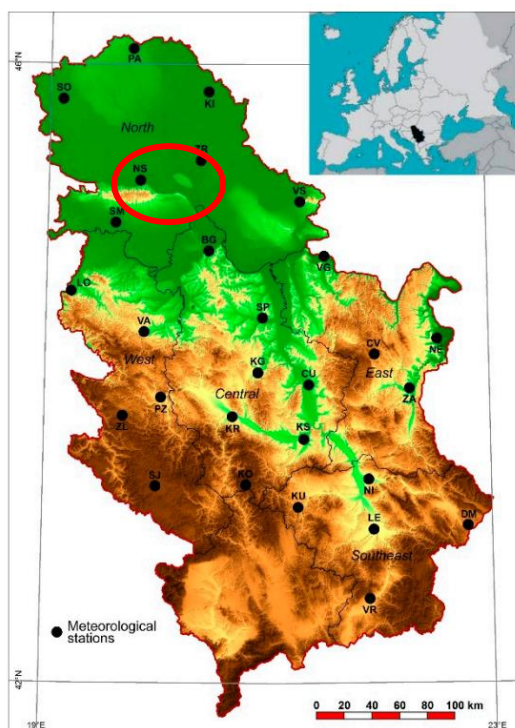 PA
46°N
SO
KI
North
ZR
NS
VS
SM
BG
VG
LO
SP
VA
CV
NE
West
KG
East
CU
ZA
PZ
Central
ZL
KR
KS
SJ
KO
NI
KU
DM
LE
Southeast
VR
Meteorological
stations
42°N
0 20 40 60 80 100 km
19°E
23°E